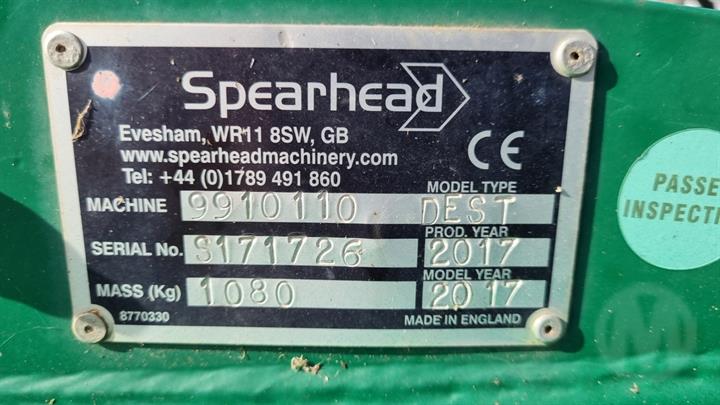 Spearhead
Evesham, WR11 8SW, GB
www.spearheadmachinery.com
Tel: +44 (0)1789 491 860
MODEL TYPE
MACHINE 9910110 DEST
PROD. YEAR
SERIAL No. S171726 2017
MODEL YEAR
MASS (Kg) 1080 2017
8770330 MADE IN ENGLAND
CE
PASSE
INSPECTI
M